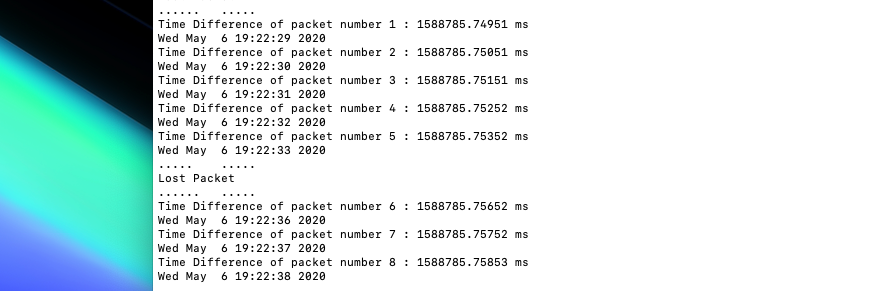 ......   .....
Time Difference of packet number 1 : 1588785.74951 ms
Wed May  6 19:22:29 2020
Time Difference of packet number 2 : 1588785.75051 ms
Wed May  6 19:22:30 2020
Time Difference of packet number 3 : 1588785.75151 ms
Wed May  6 19:22:31 2020
Time Difference of packet number 4 : 1588785.75252 ms
Wed May  6 19:22:32 2020
Time Difference of packet number 5 : 1588785.75352 ms
Wed May  6 19:22:33 2020
.....    .....
Lost Packet
......   .....
Time Difference of packet number 6 : 1588785.75652 ms
Wed May  6 19:22:36 2020
Time Difference of packet number 7 : 1588785.75752 ms
Wed May  6 19:22:37 2020
Time Difference of packet number 8 : 1588785.75853 ms
Wed May  6 19:22:38 2020